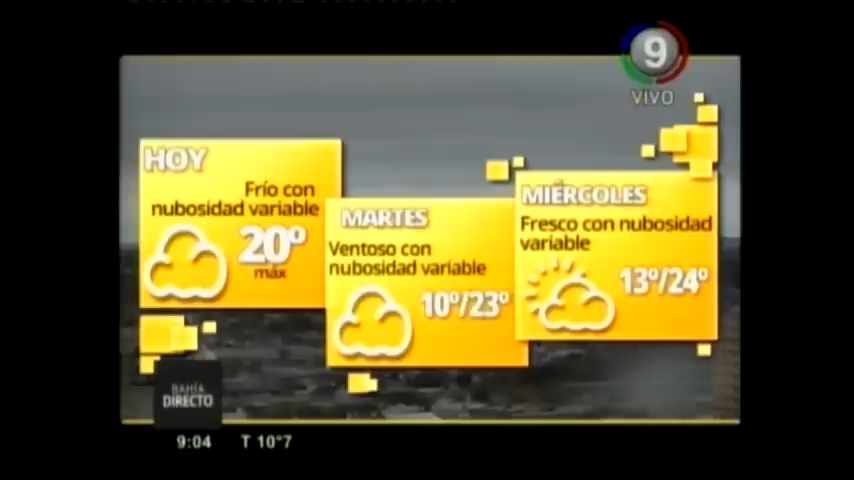 9
VIVO
HOY
Frío con
nubosidad variable
20º
máx
MARTES
Ventoso con
nubosidad variable
10º/23º
MIÉRCOLES
Fresco con nubosidad
variable
13º/24º
BAHÍA
DIRECTO
9:04 T 10°7